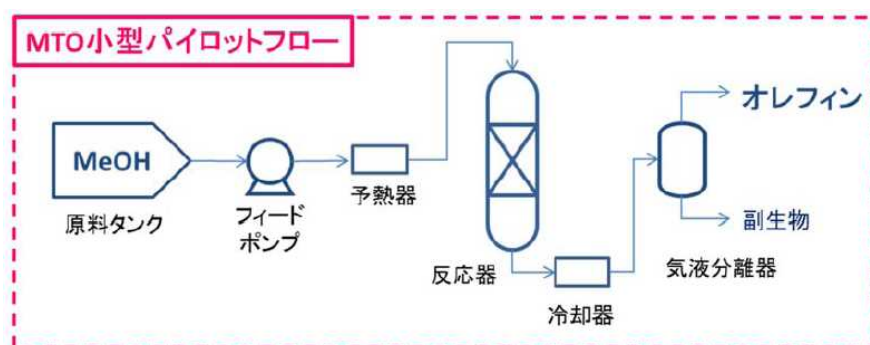 MTO小型パイロットフロー
MeOH
原料タンク
フィード
ポンプ
予熱器
反応器
冷却器
オレフィン
副生物
気液分離器